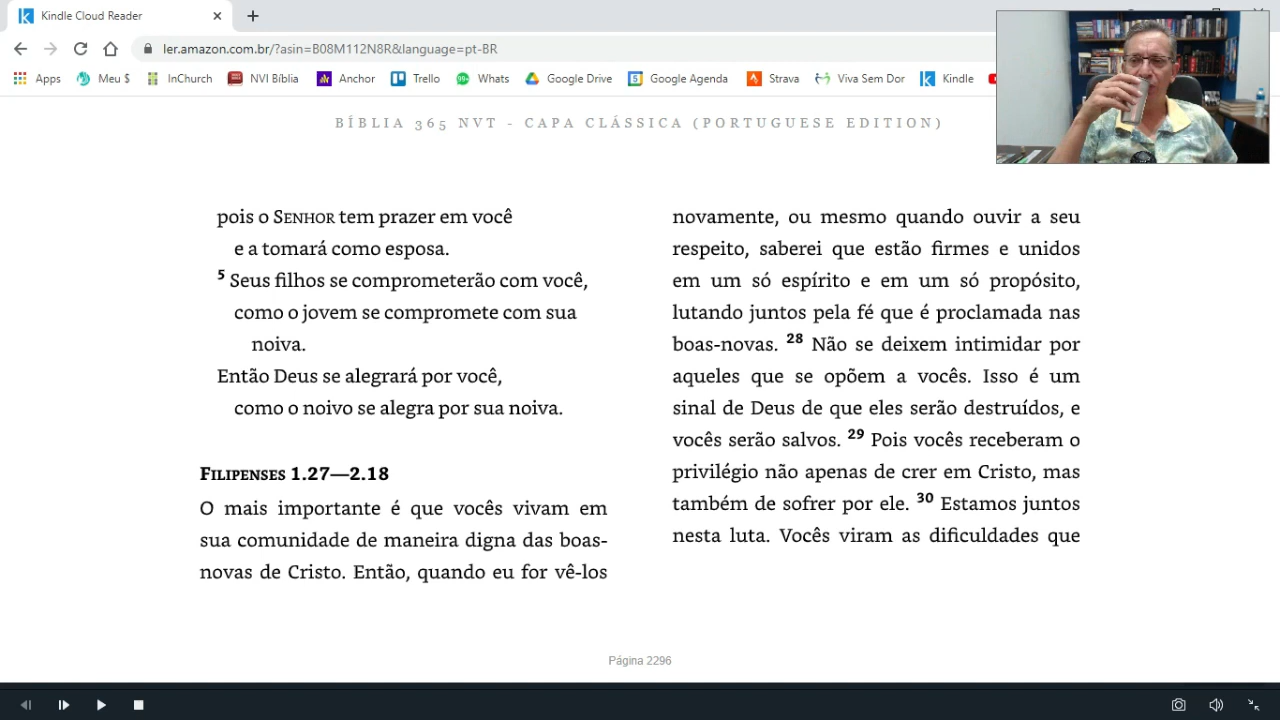 Kindle Cloud Reader
ler.amazon.com.br/?asin=B08M112N8R&language=pt-BR
Apps Meu $ InChurch NVI Bíblia Anchor Trello Whats Google Drive Google Agenda Strava Viva Sem Dor Kindle
BÍBLIA 365 NVT - CAPA CLÁSSICA (PORTUGUESE EDITION)
pois o SENHOR tem prazer em você
e a tomará como esposa.
5 Seus filhos se comprometerão com você,
como o jovem se compromete com sua
noiva.
Então Deus se alegrará por você,
como o noivo se alegra por sua noiva.
FILIPENSES 1.27—2.18
O mais importante é que vocês vivam em
sua comunidade de maneira digna das boas-
novas de Cristo. Então, quando eu for vê-los
novamente, ou mesmo quando ouvir a seu
respeito, saberei que estão firmes e unidos
em um só espírito e em um só propósito,
lutando juntos pela fé que é proclamada nas
boas-novas. 28 Não se deixem intimidar por
aqueles que se opõem a vocês. Isso é um
sinal de Deus de que eles serão destruídos, e
vocês serão salvos. 29 Pois vocês receberam o
privilégio não apenas de crer em Cristo, mas
também de sofrer por ele. 30 Estamos juntos
nesta luta. Vocês viram as dificuldades que
Página 2296